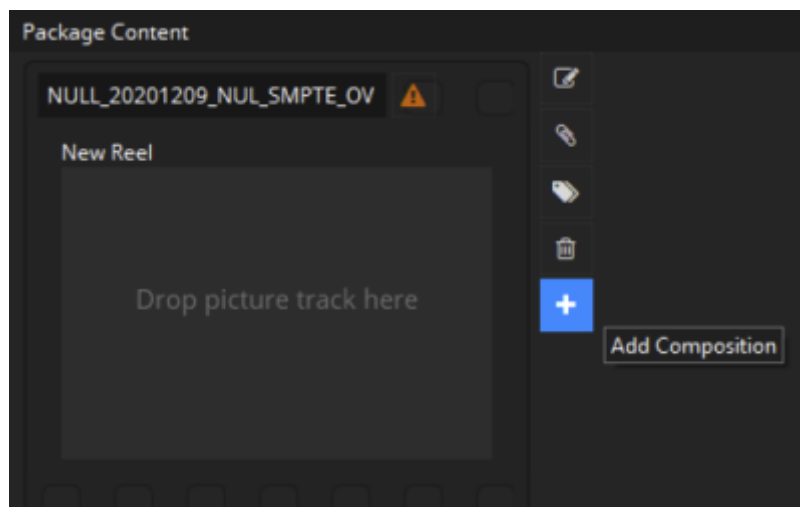 Package Content
NULL_20201209_NUL_SMPTE_OV
New Reel
Drop picture track here
Add Composition